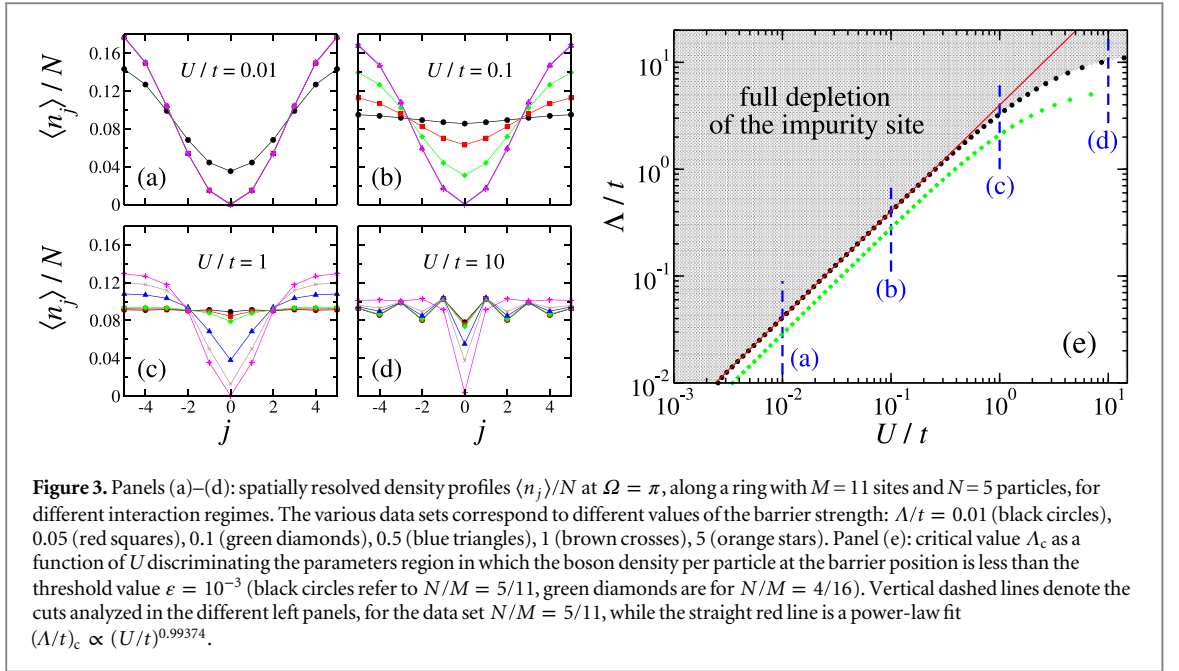 ⟨n_j⟩ / N
0.16
0.12
0.08
0.04
0
U / t = 0.01
(a)
U / t = 0.1
(b)
⟨n_j⟩ / N
0.16
0.12
0.08
0.04
0
U / t = 1
(c)
U / t = 10
(d)
-4 -2 0 2 4
-4 -2 0 2 4
j
j
Λ / t
10^1
10^0
10^-1
10^-2
full depletion
of the impurity site
(a)
(b)
(c)
(d)
(e)
10^-3 10^-2 10^-1 10^0 10^1
U / t
Figure 3. Panels (a)–(d): spatially resolved density profiles ⟨n_j⟩/N at Ω = π, along a ring with M = 11 sites and N = 5 particles, for
different interaction regimes. The various data sets correspond to different values of the barrier strength: Λ/t = 0.01 (black circles),
0.05 (red squares), 0.1 (green diamonds), 0.5 (blue triangles), 1 (brown crosses), 5 (orange stars). Panel (e): critical value Λ_c as a
function of U discriminating the parameters region in which the boson density per particle at the barrier position is less than the
threshold value ε = 10^−3 (black circles refer to N/M = 5/11, green diamonds are for N/M = 4/16). Vertical dashed lines denote the
cuts analyzed in the different left panels, for the data set N/M = 5/11, while the straight red line is a power-law fit
(Λ/t)_c ∝ (U/t)^0.99374.